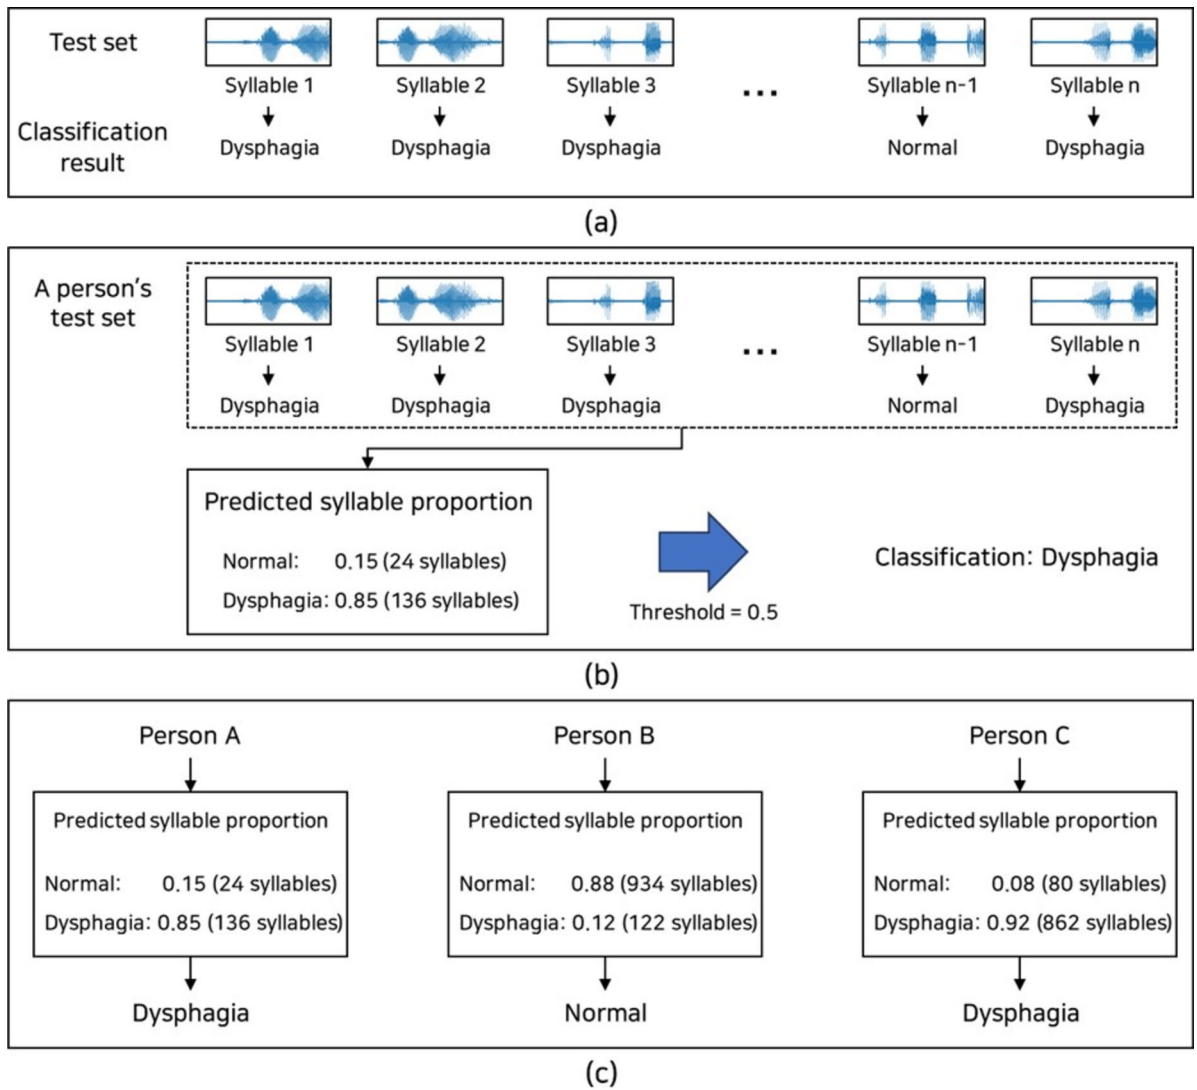 Test set
Syllable 1
Syllable 2
Syllable 3
...
Syllable n-1
Syllable n
Classification
result
Dysphagia
Dysphagia
Dysphagia
Normal
Dysphagia
(a)
A person's
test set
Syllable 1
Syllable 2
Syllable 3
...
Syllable n-1
Syllable n
Dysphagia
Dysphagia
Dysphagia
Normal
Dysphagia
Predicted syllable proportion
Normal: 0.15 (24 syllables)
Dysphagia: 0.85 (136 syllables)
Threshold = 0.5
Classification: Dysphagia
(b)
Person A
Predicted syllable proportion
Normal: 0.15 (24 syllables)
Dysphagia: 0.85 (136 syllables)
Dysphagia
Person B
Predicted syllable proportion
Normal: 0.88 (934 syllables)
Dysphagia: 0.12 (122 syllables)
Normal
Person C
Predicted syllable proportion
Normal: 0.08 (80 syllables)
Dysphagia: 0.92 (862 syllables)
Dysphagia
(c)